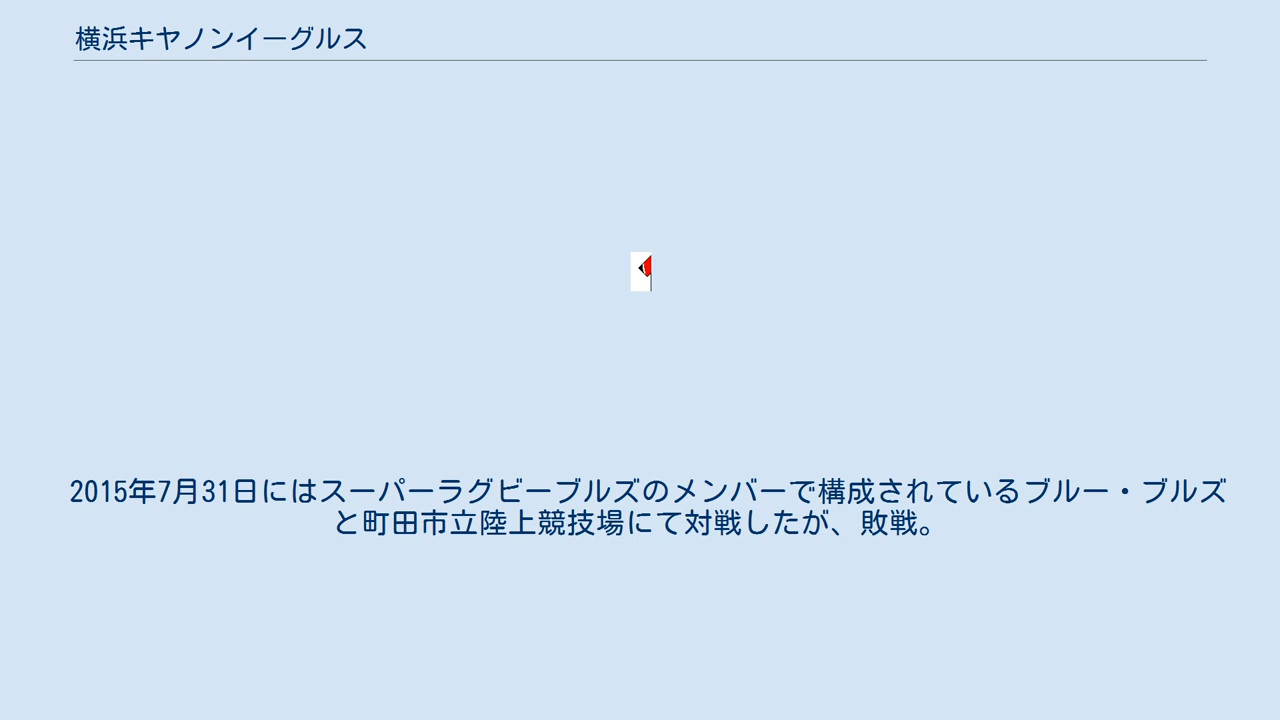 横浜キヤノンイーグルス
2015年7月31日にはスーパーラグビーブルズのメンバーで構成されているブルー・ブルズ
と町田市立陸上競技場にて対戦したが、敗戦。